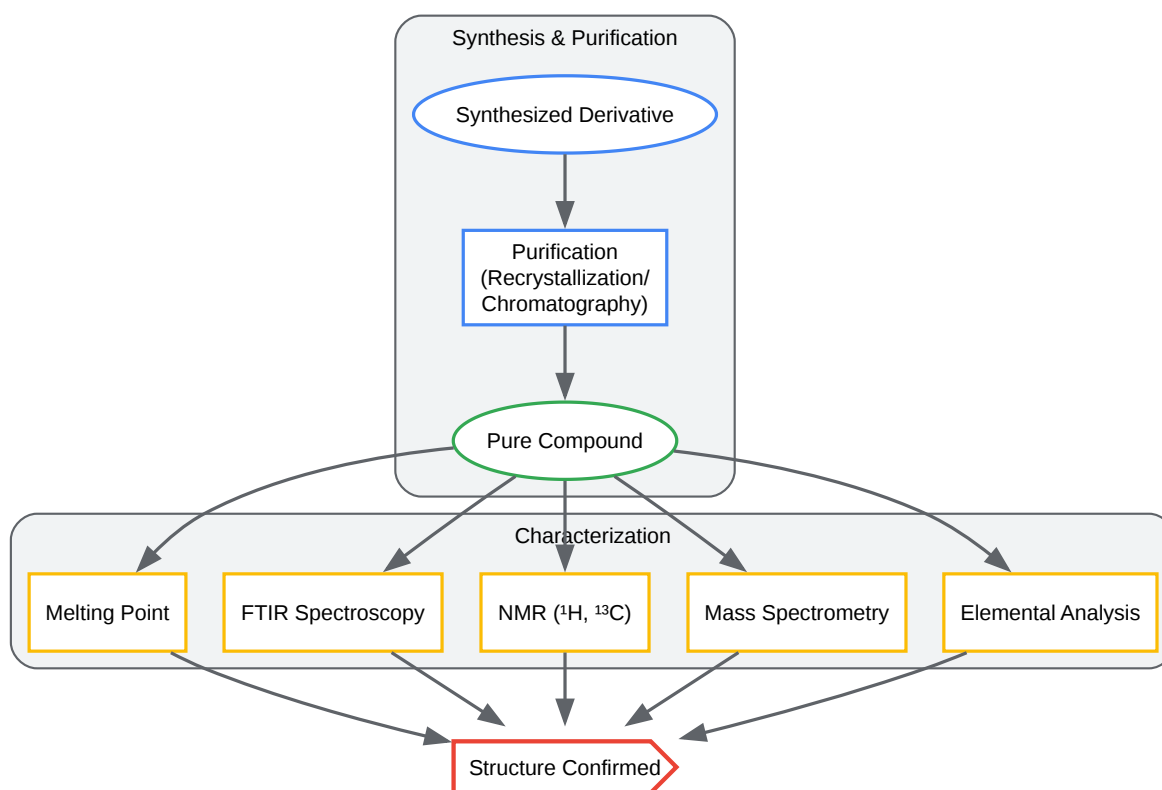 Synthesis & Purification
Synthesized Derivative
Purification
(Recrystallization/
Chromatography)
Pure Compound
Characterization
Melting Point
FTIR Spectroscopy
NMR (¹H, ¹³C)
Mass Spectrometry
Elemental Analysis
Structure Confirmed